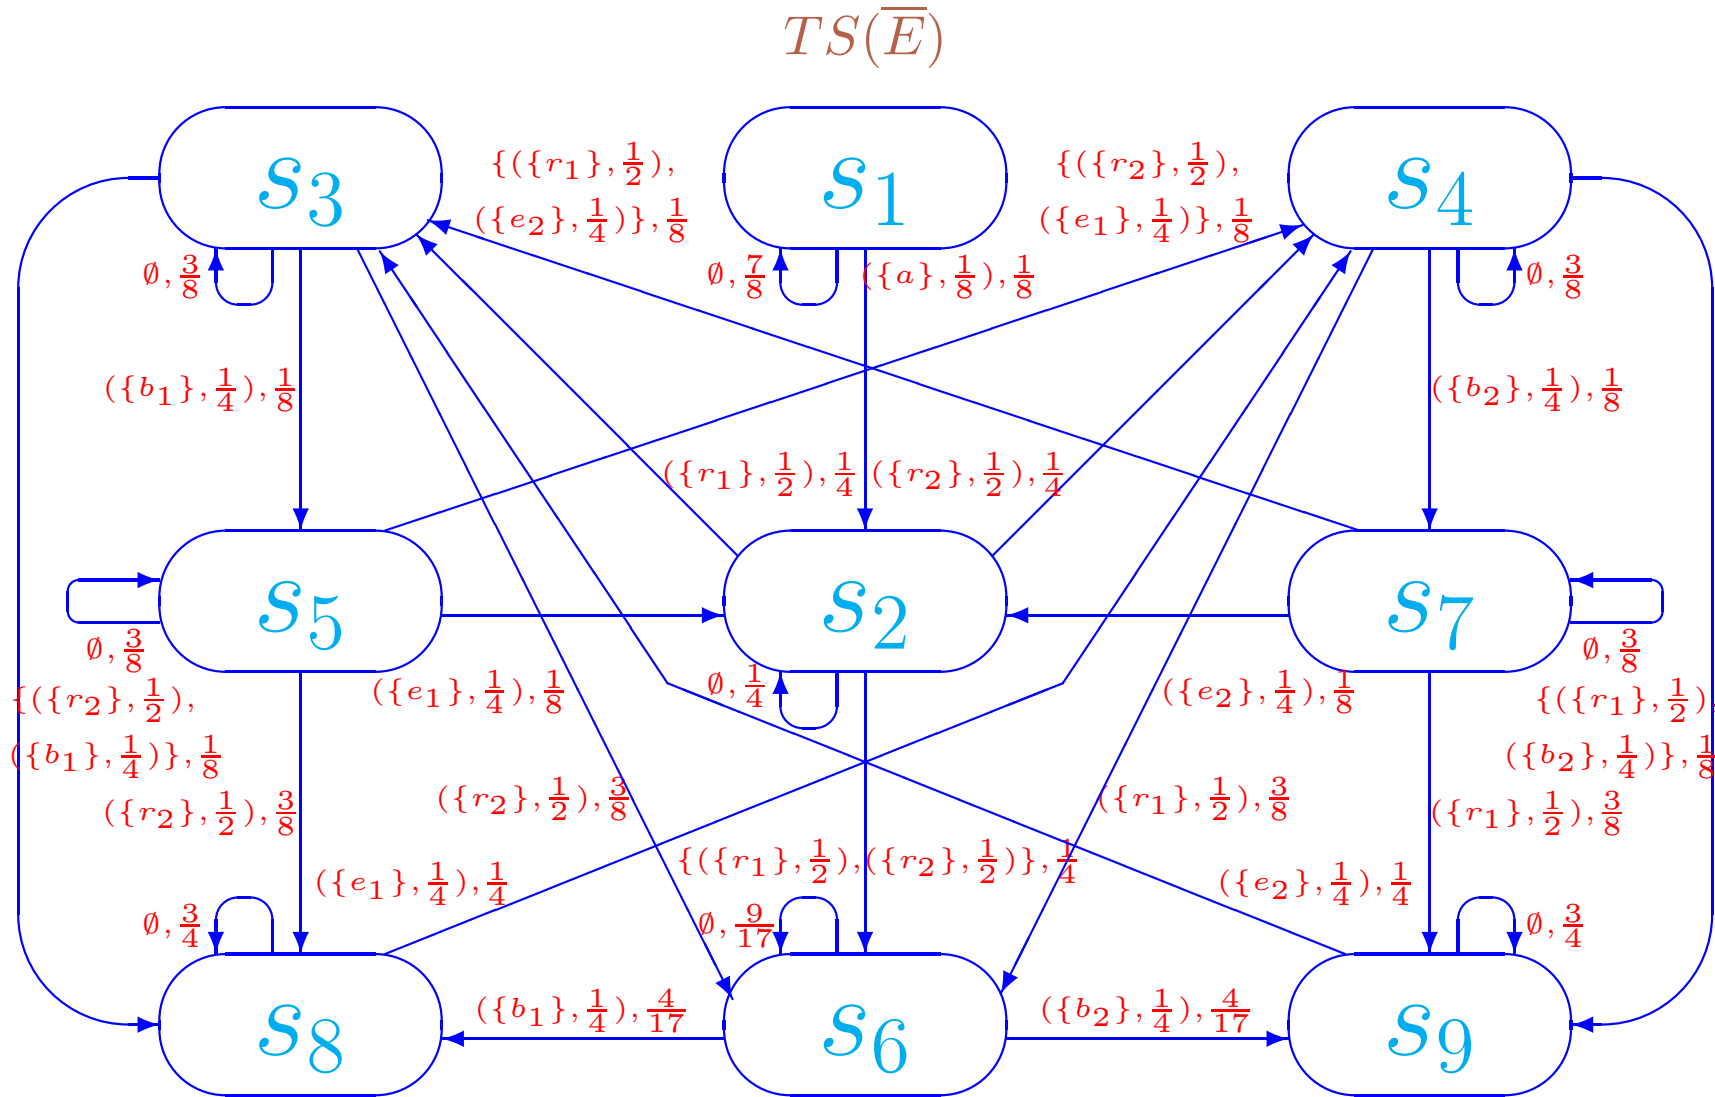 TS(E̅)
s₃
s₁
s₄
{({r₁},1/2),
({e₂},1/4)},1/8
{({r₂},1/2),
({e₁},1/4)},1/8
∅,3/8
∅,7/8
({a},1/8),1/8
∅,3/8
({b₁},1/4),1/8
({b₂},1/4),1/8
({r₁},1/2),1/4
({r₂},1/2),1/4
s₅
s₂
s₇
∅,3/8
∅,3/8
({e₁},1/4),1/8
∅,1/4
({e₂},1/4),1/8
{({r₂},1/2),
({b₁},1/4)},1/8
{({r₁},1/2),
({b₂},1/4)},1/8
({r₂},1/2),3/8
({r₂},1/2),3/8
({r₁},1/2),3/8
({r₁},1/2),3/8
({e₁},1/4),1/4
{({r₁},1/2),({r₂},1/2)},1/4
({e₂},1/4),1/4
∅,3/4
∅,9/17
∅,3/4
({b₁},1/4),4/17
({b₂},1/4),4/17
s₈
s₆
s₉